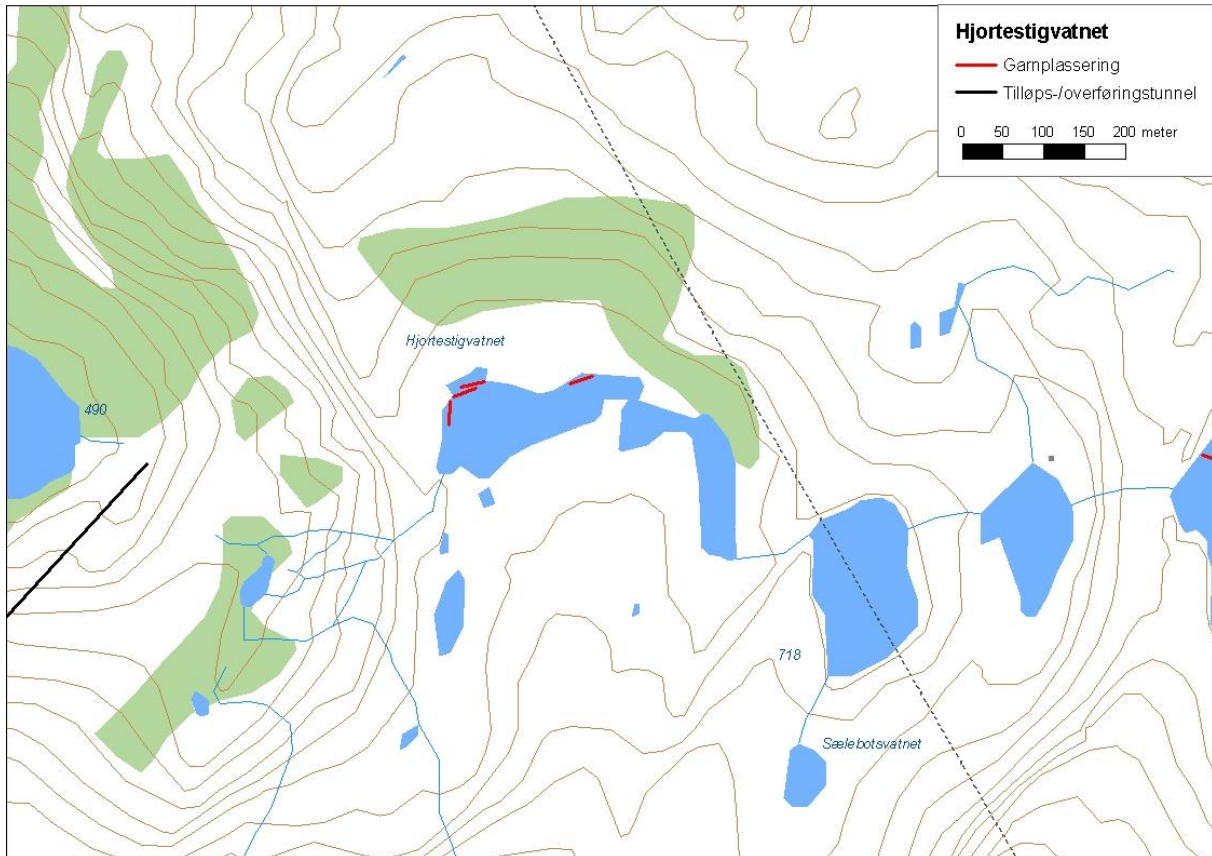 Hjortestigvatnet
Garnplassering
Tilløps-/overføringstunnel
0 50 100 150 200 meter
Hjortestigvatnet
490
718
Sælebotsvatnet